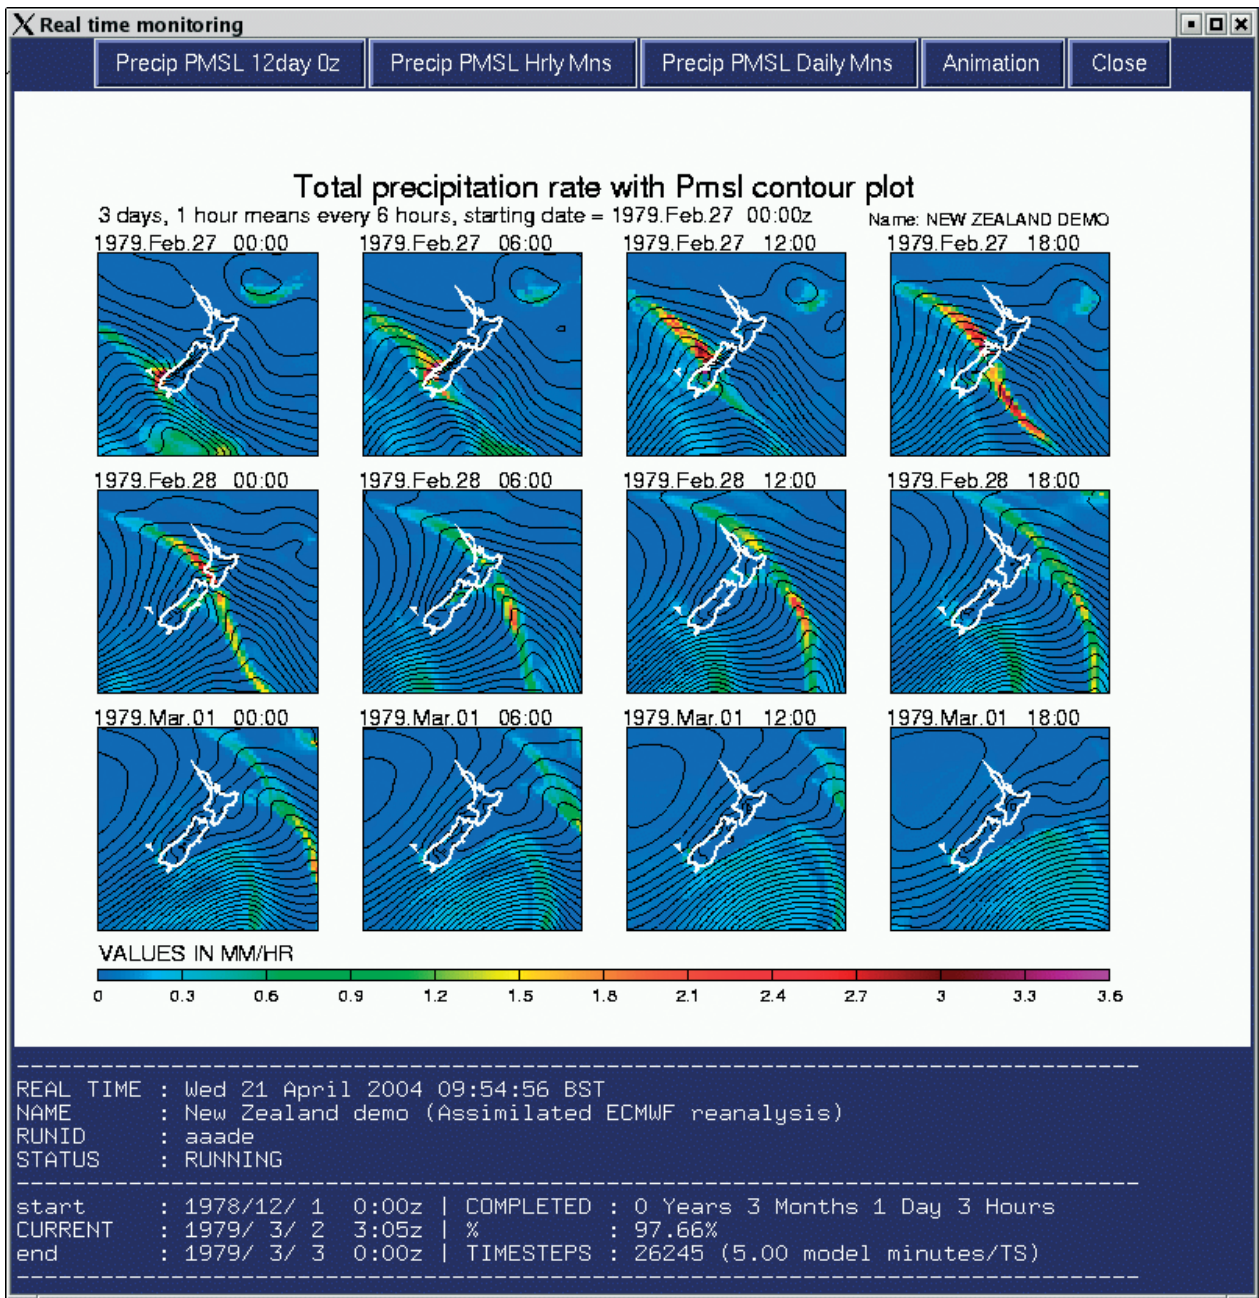 Real time monitoring
Precip PMSL 12day 0z Precip PMSL Hrly Mns Precip PMSL Daily Mns Animation Close
Total precipitation rate with Pmsl contour plot
3 days, 1 hour means every 6 hours, starting date = 1979.Feb.27 00:00z Name: NEW ZEALAND DEMO
1979.Feb.27 00:00 1979.Feb.27 06:00 1979.Feb.27 12:00 1979.Feb.27 18:00
1979.Feb.28 00:00 1979.Feb.28 06:00 1979.Feb.28 12:00 1979.Feb.28 18:00
1979.Mar.01 00:00 1979.Mar.01 06:00 1979.Mar.01 12:00 1979.Mar.01 18:00
VALUES IN MM/HR
0 0.3 0.6 0.9 1.2 1.5 1.8 2.1 2.4 2.7 3 3.3 3.6
REAL TIME : Wed 21 April 2004 09:54:56 BST
NAME : New Zealand demo (Assimilated ECMWF reanalysis)
RUNID : aaade
STATUS : RUNNING
start : 1978/12/ 1 0:00z | COMPLETED : 0 Years 3 Months 1 Day 3 Hours
CURRENT : 1979/ 3/ 2 3:05z | % : 97.66%
end : 1979/ 3/ 3 0:00z | TIMESTEPS : 26245 (5.00 model minutes/TS)